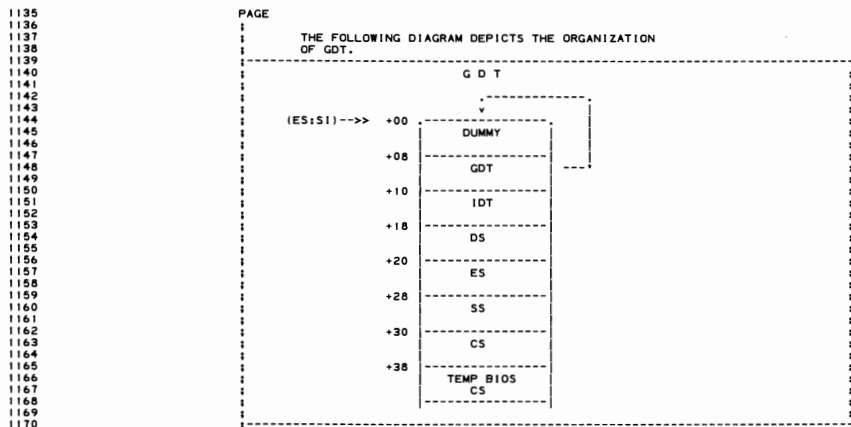 1135 PAGE
1136 ;
1137 ; THE FOLLOWING DIAGRAM DEPICTS THE ORGANIZATION
1138 ; OF GDT.
1139 ;------------------------------------------------------------
1140 ; G D T ;
1141 ; ;
1142 ; .-----------. ;
1143 ; v | ;
1144 ; (ES:SI)-->> +00 .--------------. | ;
1145 ; | DUMMY | | ;
1146 ; | | | ;
1147 ; +08 |--------------| | ;
1148 ; | GDT | ----. ;
1149 ; | | ;
1150 ; +10 |--------------| ;
1151 ; | IDT | ;
1152 ; | | ;
1153 ; +18 |--------------| ;
1154 ; | DS | ;
1155 ; | | ;
1156 ; +20 |--------------| ;
1157 ; | ES | ;
1158 ; | | ;
1159 ; +28 |--------------| ;
1160 ; | SS | ;
1161 ; | | ;
1162 ; +30 |--------------| ;
1163 ; | CS | ;
1164 ; | | ;
1165 ; +38 |--------------| ;
1166 ; | TEMP BIOS | ;
1167 ; | CS | ;
1168 ; |--------------| ;
1169 ; ;
1170 ;------------------------------------------------------------